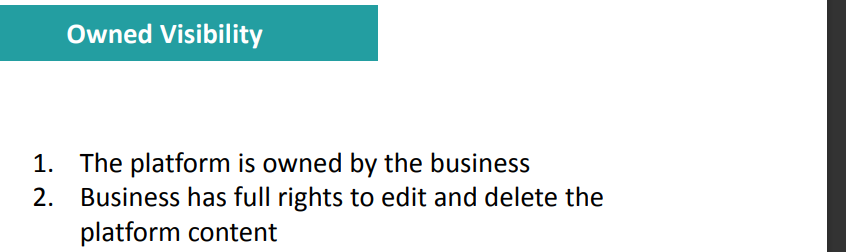 Owned Visibility
1. The platform is owned by the business
2. Business has full rights to edit and delete the
platform content